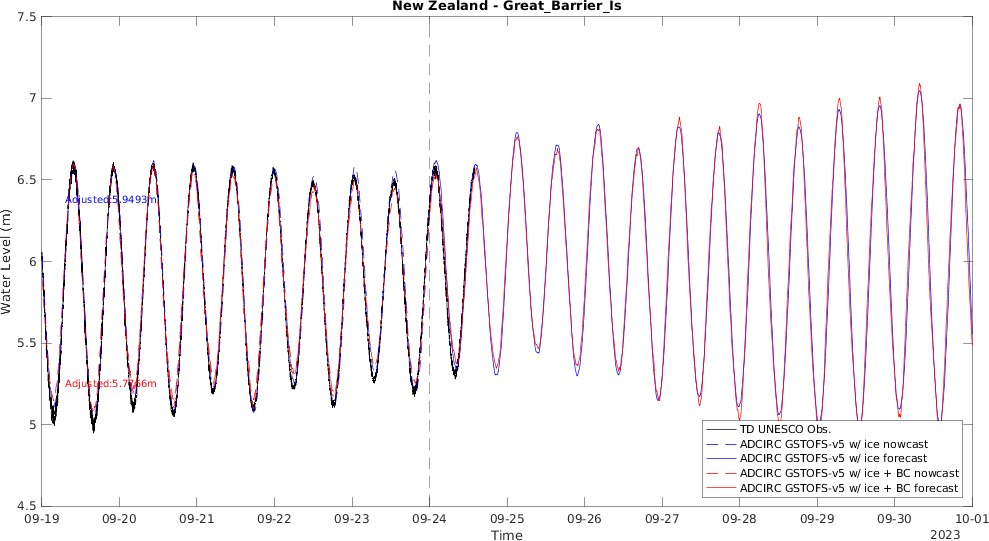 New Zealand - Great_Barrier_Is
7.5
7
6.5
6
5.5
5
4.5
Water Level (m)
Adjusted:5.9493m
Adjusted:5.7766m
TD UNESCO Obs.
ADCIRC GSTOFS-v5 w/ ice nowcast
ADCIRC GSTOFS-v5 w/ ice forecast
ADCIRC GSTOFS-v5 w/ ice + BC nowcast
ADCIRC GSTOFS-v5 w/ ice + BC forecast
09-19 09-20 09-21 09-22 09-23 09-24 09-25 09-26 09-27 09-28 09-29 09-30 10-01
Time
2023